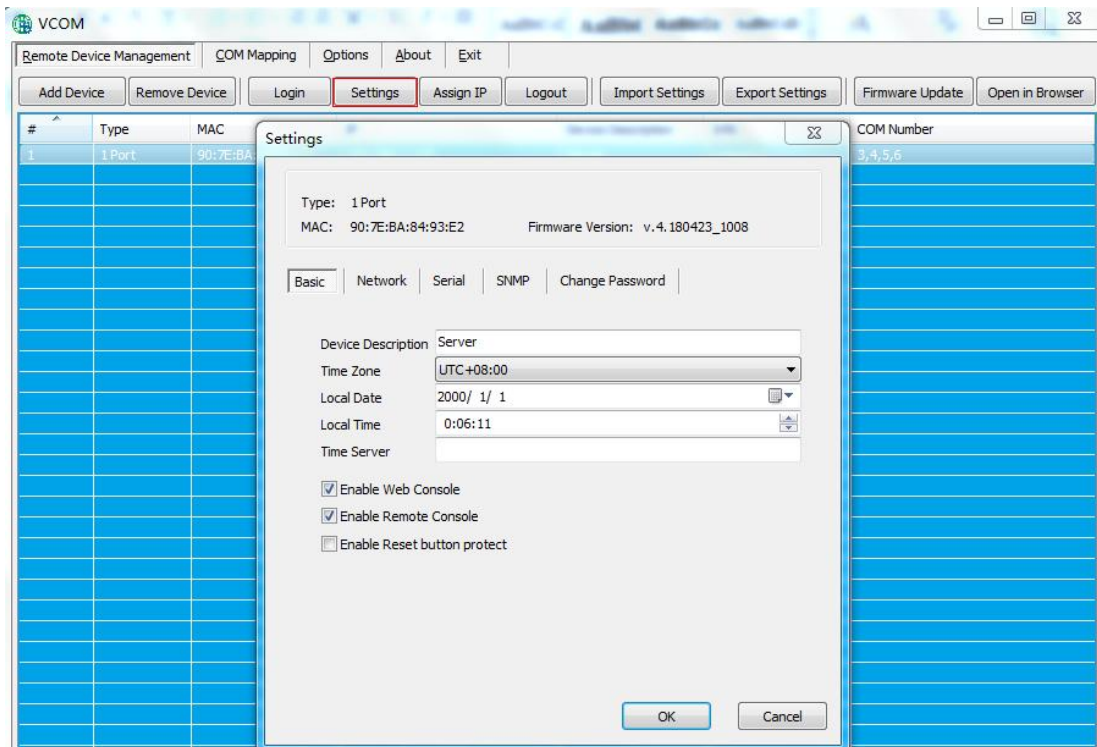 VCOM
Remote Device Management COM Mapping Options About Exit
Add Device Remove Device Login Settings Assign IP Logout Import Settings Export Settings Firmware Update Open in Browser
# Type MAC COM Number
1 1 Port 90:7E:BA 3,4,5,6
Settings
Type: 1 Port
MAC: 90:7E:BA:84:93:E2 Firmware Version: v.4.180423_1008
Basic Network Serial SNMP Change Password
Device Description Server
Time Zone UTC+08:00
Local Date 2000/ 1/ 1
Local Time 0:06:11
Time Server
Enable Web Console
Enable Remote Console
Enable Reset button protect
OK Cancel